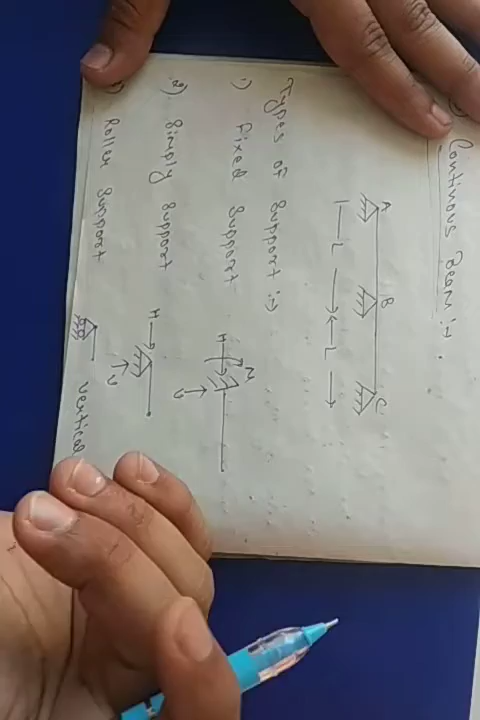 Continuous Beam :-
A B C
L L
Types of Support :->
1) Fixed Support H M V
2) Simply Support H V
Roller Support vertical